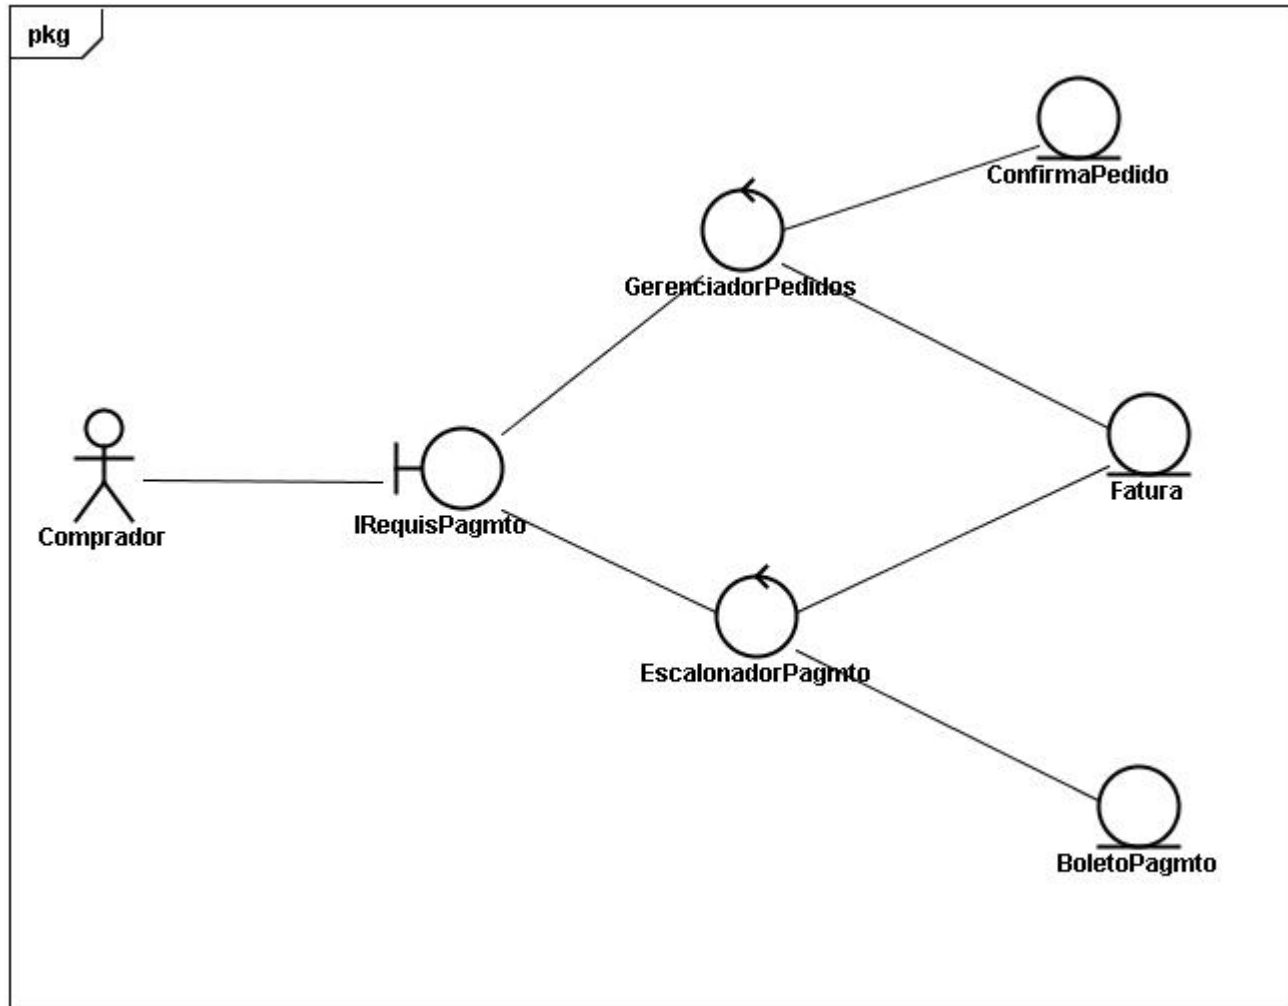 pkg
ConfirmaPedido
GerenciadorPedidos
Comprador
IRequisPagmto
Fatura
EscalonadorPagmto
BoletoPagmto